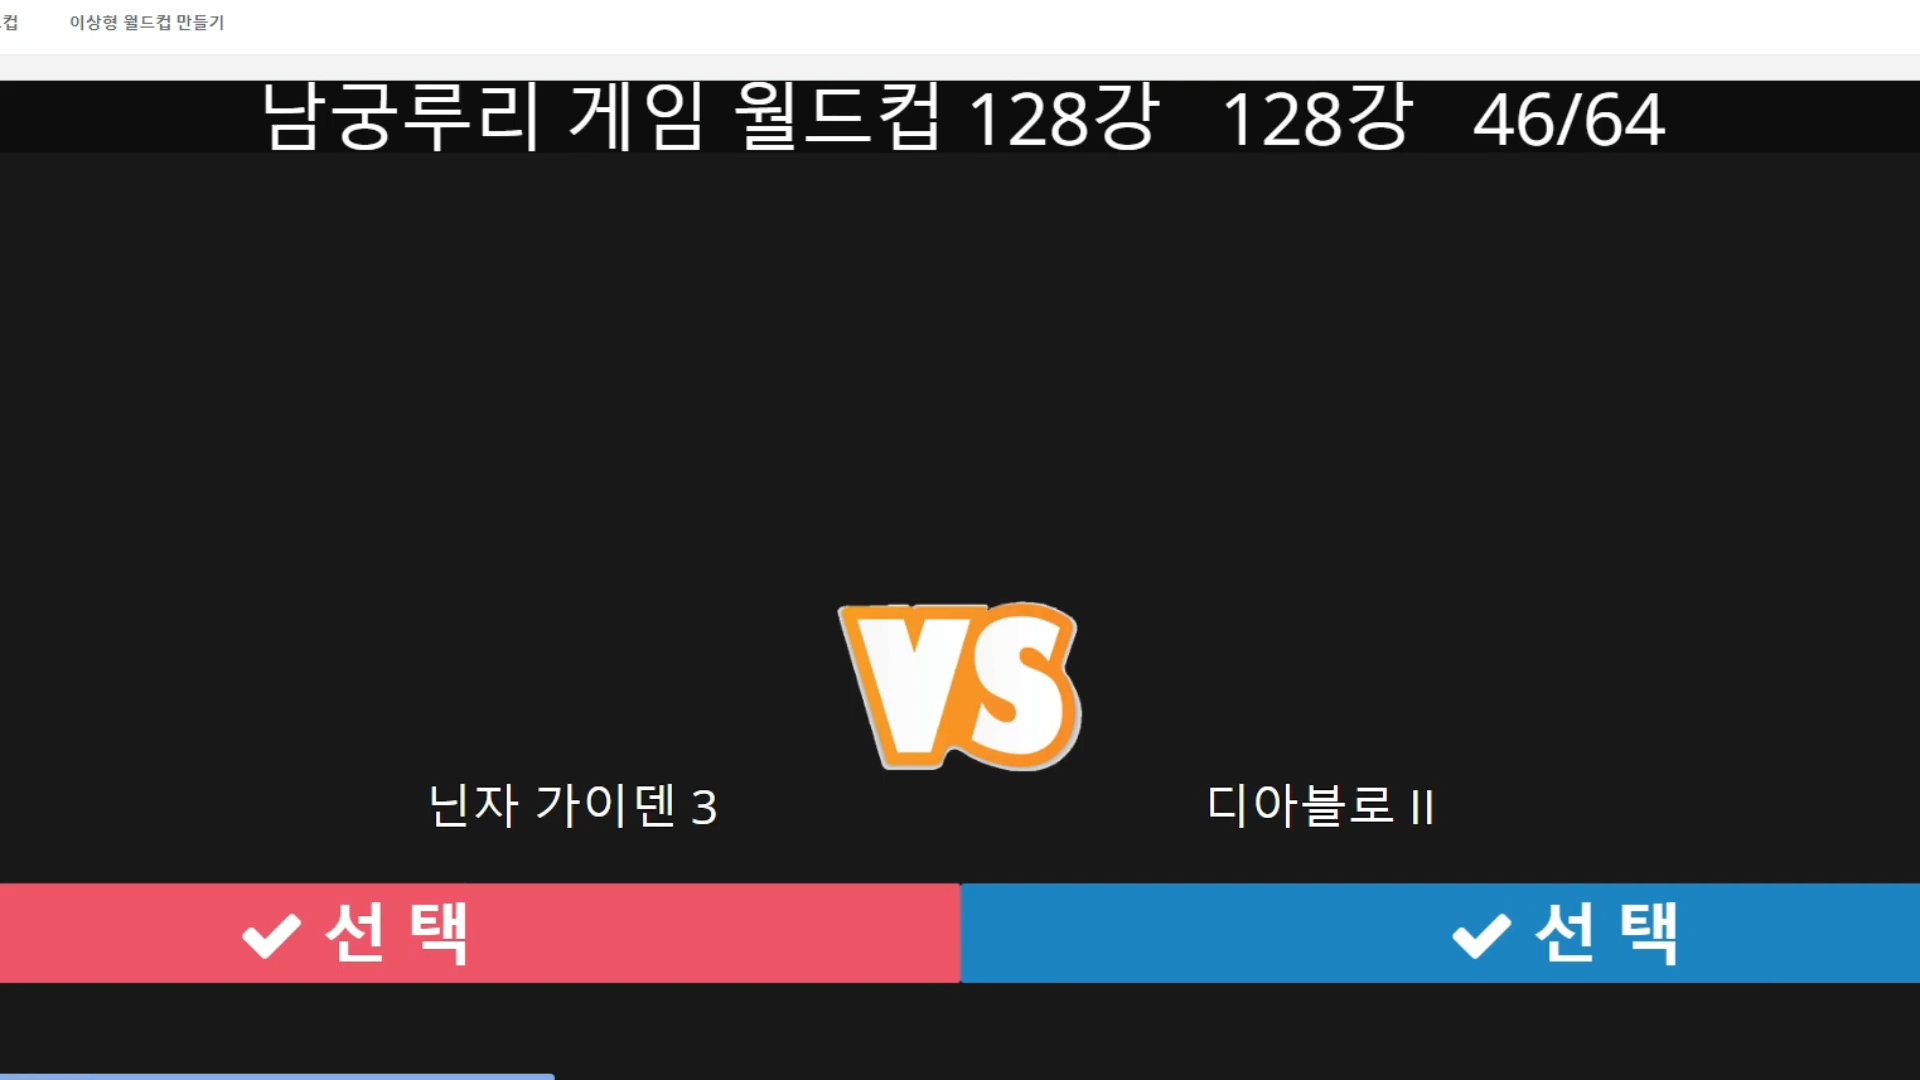 컵 이상형 월드컵 만들기
남궁루리 게임 월드컵 128강 128강 46/64
VS
닌자 가이덴 3 디아블로 II
선택 선택